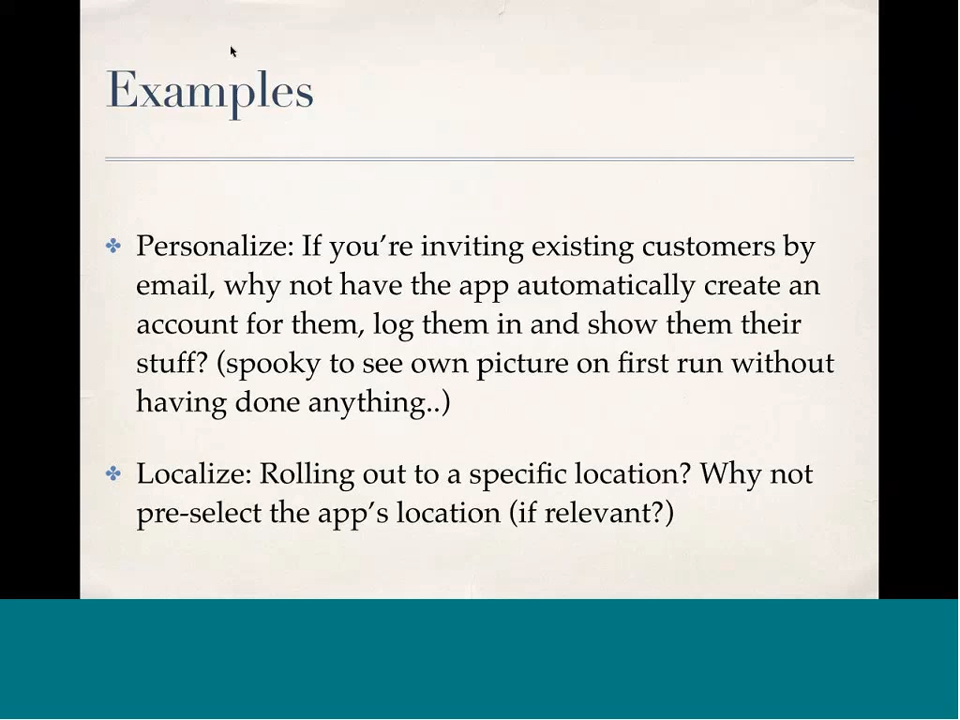 Examples
Personalize: If you’re inviting existing customers by
email, why not have the app automatically create an
account for them, log them in and show them their
stuff? (spooky to see own picture on first run without
having done anything..)
Localize: Rolling out to a specific location? Why not
pre-select the app’s location (if relevant?)